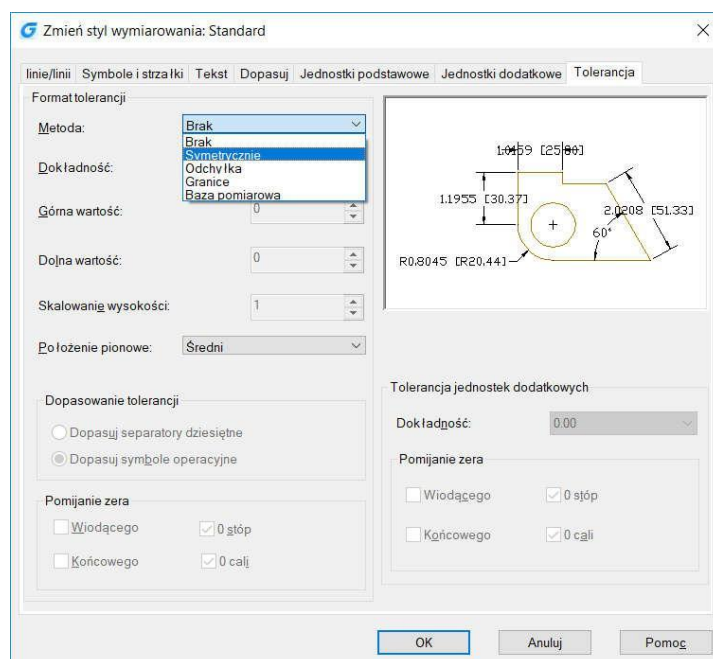 Zmień styl wymiarowania: Standard
linie/linii Symbole i strzałki Tekst Dopasuj Jednostki podstawowe Jednostki dodatkowe Tolerancja
Format tolerancji
Metoda: Brak
Brak
Symetrycznie
Odchyłka
Granice
Baza pomiarowa
Dokładność:
Górna wartość: 0
Dolna wartość: 0
Skalowanie wysokości: 1
Położenie pionowe: Średni
Dopasowanie tolerancji
Dopasuj separatory dziesiętne
Dopasuj symbole operacyjne
Pomijanie zera
Wiodącego 0 stóp
Końcowego 0 cali
1.0159 [25.80]
1.1955 [30.37]
2.0208 [51.33]
60°
R0.8045 [R20.44]
Tolerancja jednostek dodatkowych
Dokładność: 0.00
Pomijanie zera
Wiodącego 0 stóp
Końcowego 0 cali
OK Anuluj Pomoc